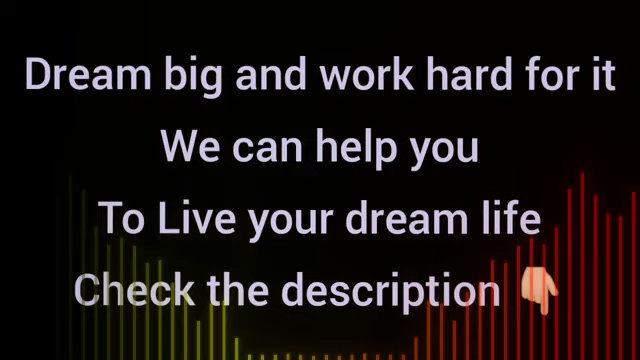 Dream big and work hard for it
We can help you
To Live your dream life
Check the description 👇🏻